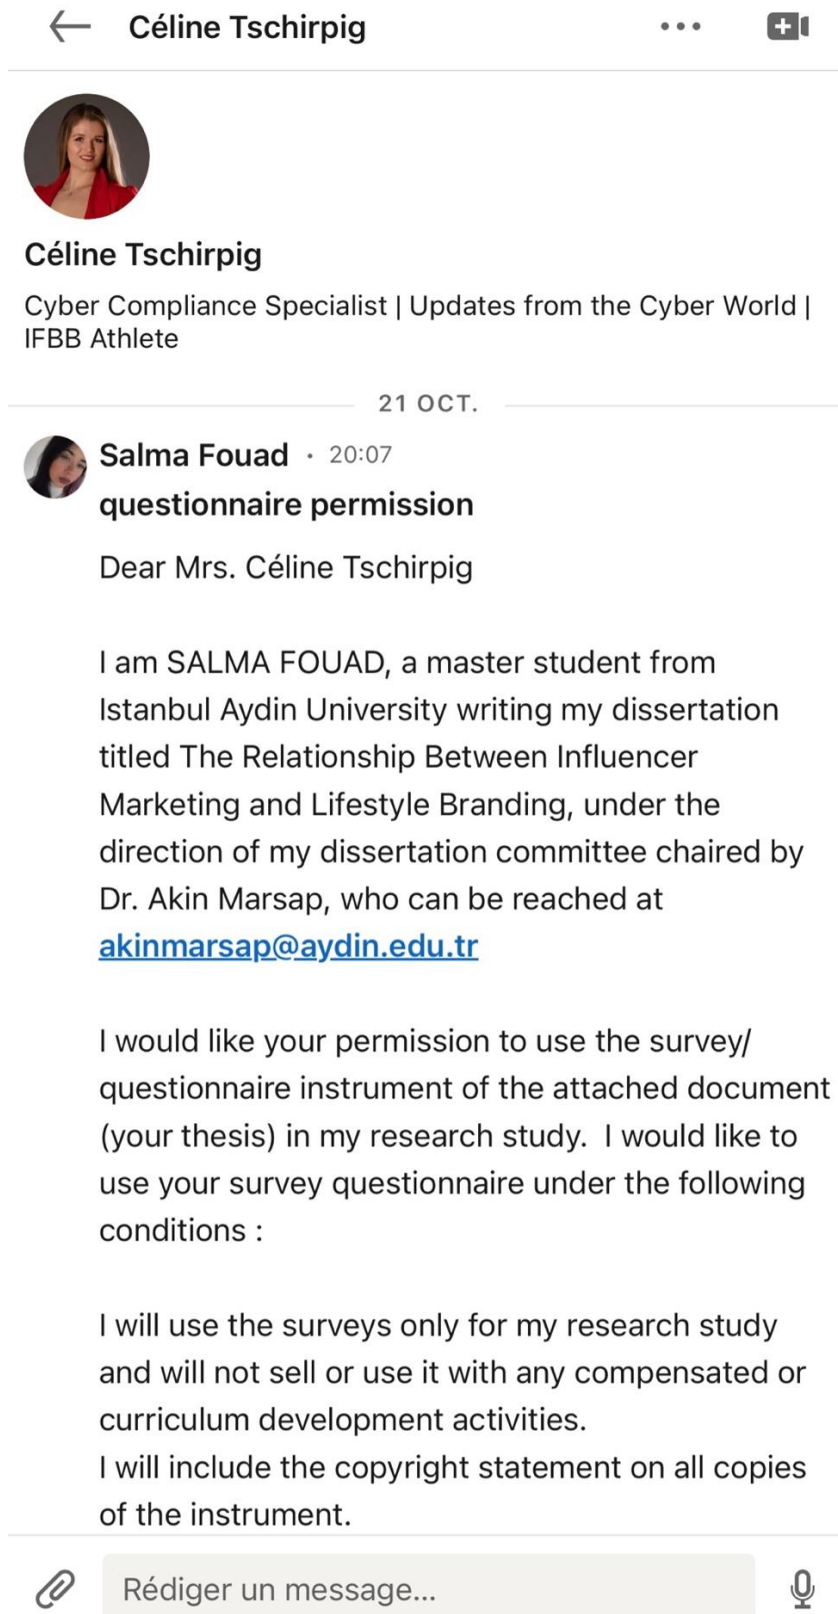 Céline Tschirpig
Céline Tschirpig
Cyber Compliance Specialist | Updates from the Cyber World |
IFBB Athlete
21 OCT.
Salma Fouad · 20:07
questionnaire permission
Dear Mrs. Céline Tschirpig
I am SALMA FOUAD, a master student from
Istanbul Aydin University writing my dissertation
titled The Relationship Between Influencer
Marketing and Lifestyle Branding, under the
direction of my dissertation committee chaired by
Dr. Akin Marsap, who can be reached at
akinmarsap@aydin.edu.tr
I would like your permission to use the survey/
questionnaire instrument of the attached document
(your thesis) in my research study.  I would like to
use your survey questionnaire under the following
conditions :
I will use the surveys only for my research study
and will not sell or use it with any compensated or
curriculum development activities.
I will include the copyright statement on all copies
of the instrument.
Rédiger un message...